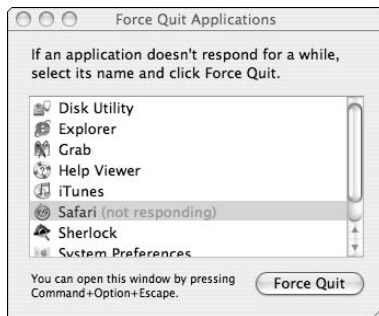 Force Quit Applications
If an application doesn't respond for a while,
select its name and click Force Quit.
Disk Utility
Explorer
Grab
Help Viewer
iTunes
Safari (not responding)
Sherlock
System Preferences
You can open this window by pressing
Command+Option+Escape.
Force Quit